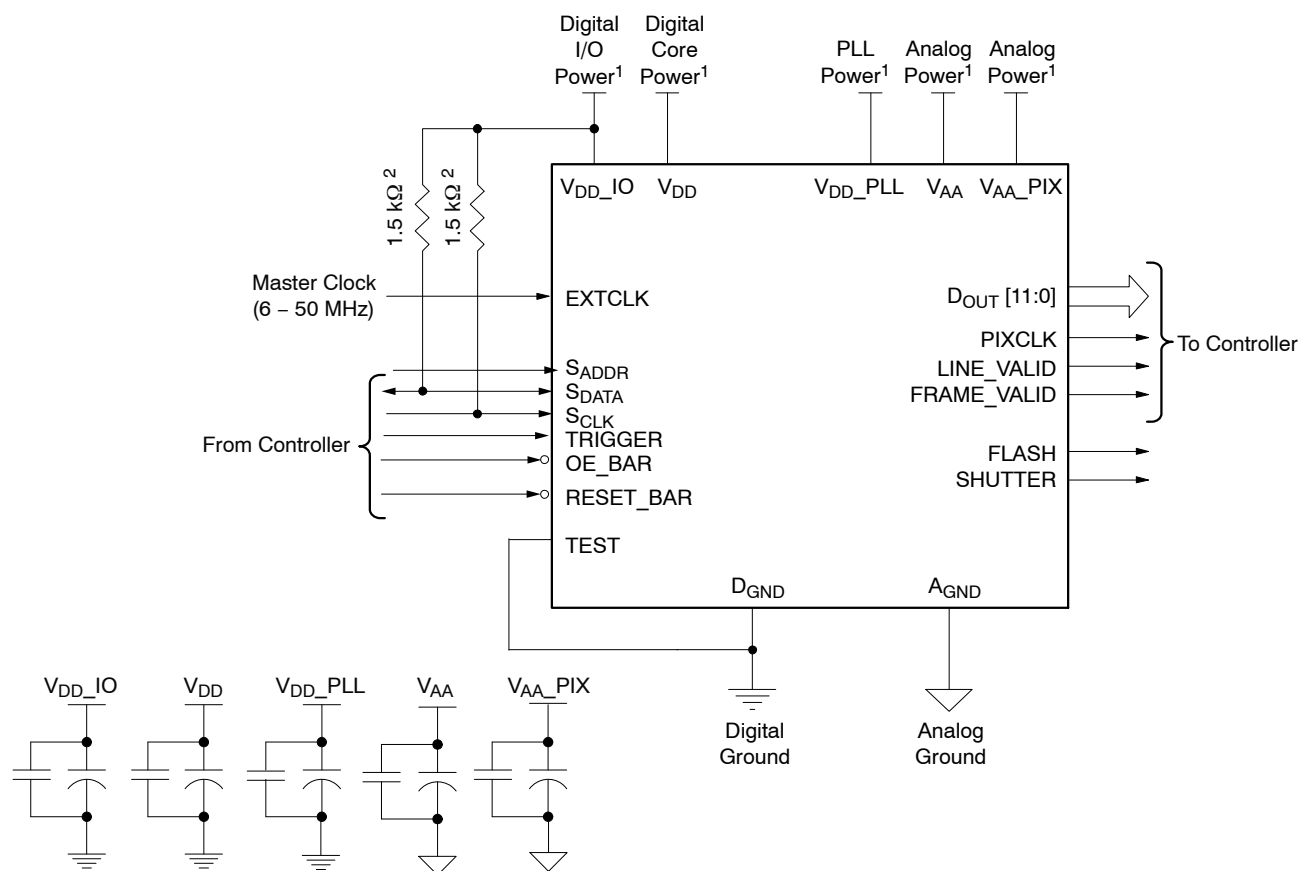 Digital
I/O
Power1
Digital
Core
Power1
PLL
Power1
Analog
Power1
Analog
Power1
1.5 kΩ 2
1.5 kΩ 2
VDD_IO
VDD
VDD_PLL
VAA
VAA_PIX
Master Clock
(6 – 50 MHz)
EXTCLK
SADDR
SDATA
SCLK
TRIGGER
OE_BAR
RESET_BAR
TEST
From Controller
DOUT [11:0]
PIXCLK
LINE_VALID
FRAME_VALID
To Controller
FLASH
SHUTTER
DGND
AGND
Digital
Ground
Analog
Ground
VDD_IO
VDD
VDD_PLL
VAA
VAA_PIX